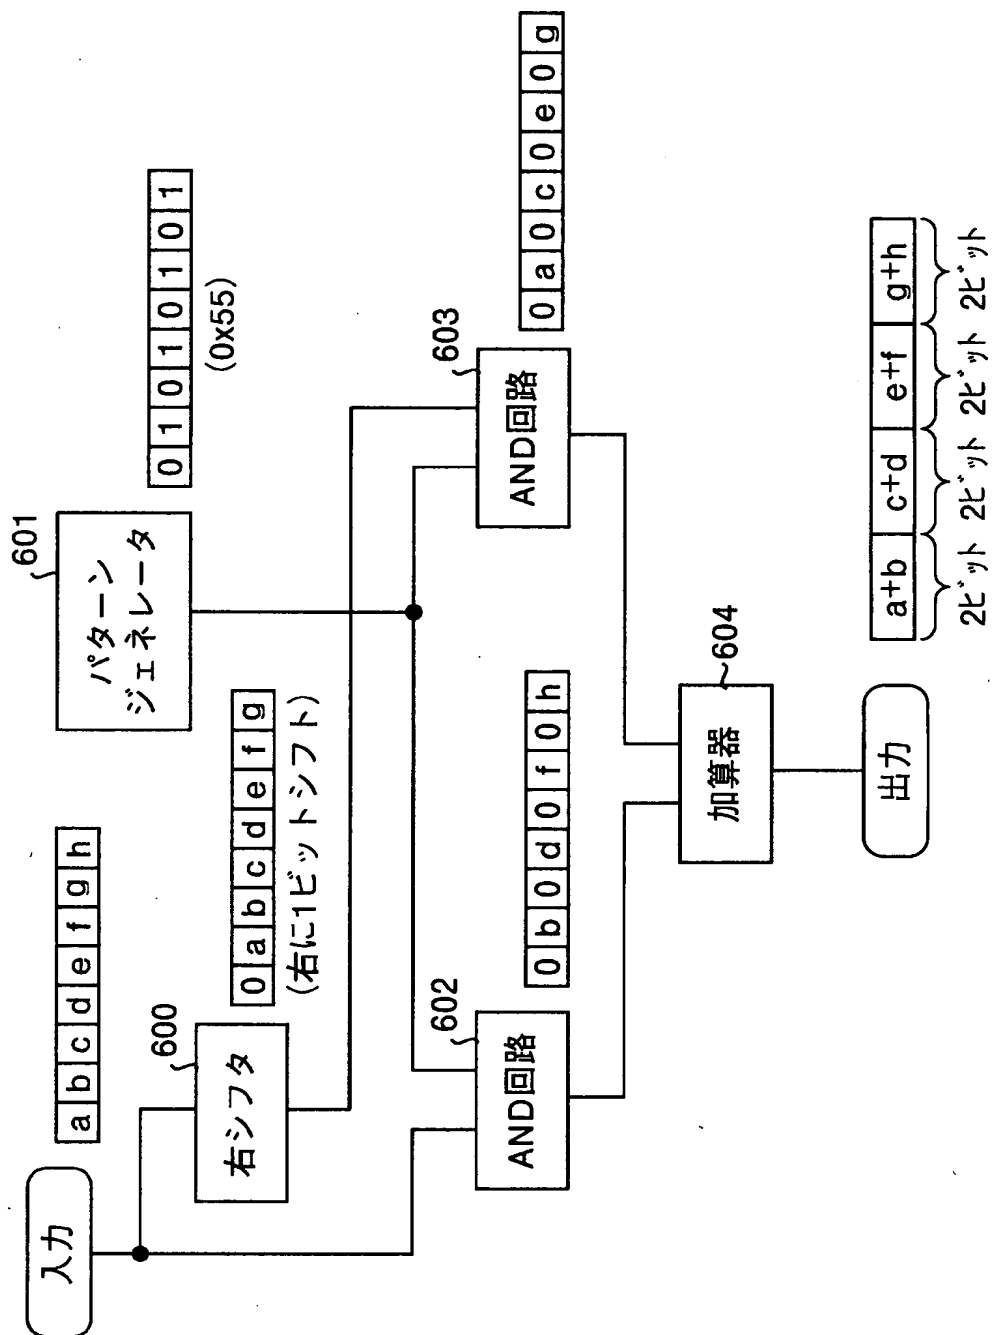 入力
a b c d e f g h
600
右シフタ
0 a b c d e f g
(右に1ビットシフト)
601
パターン
ジェネレータ
0 1 0 1 0 1 0 1
(0x55)
602
AND回路
0 b 0 d 0 f 0 h
603
AND回路
0 a 0 c 0 e 0 g
604
加算器
出力
a+b c+d e+f g+h
2ビット 2ビット 2ビット 2ビット